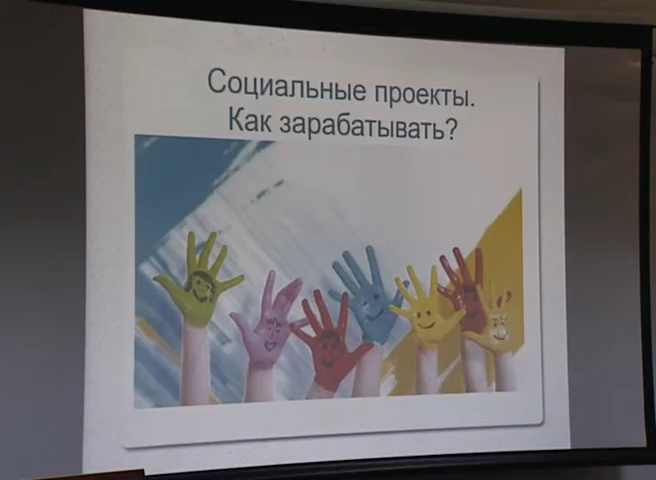 Социальные проекты.
Как зарабатывать?